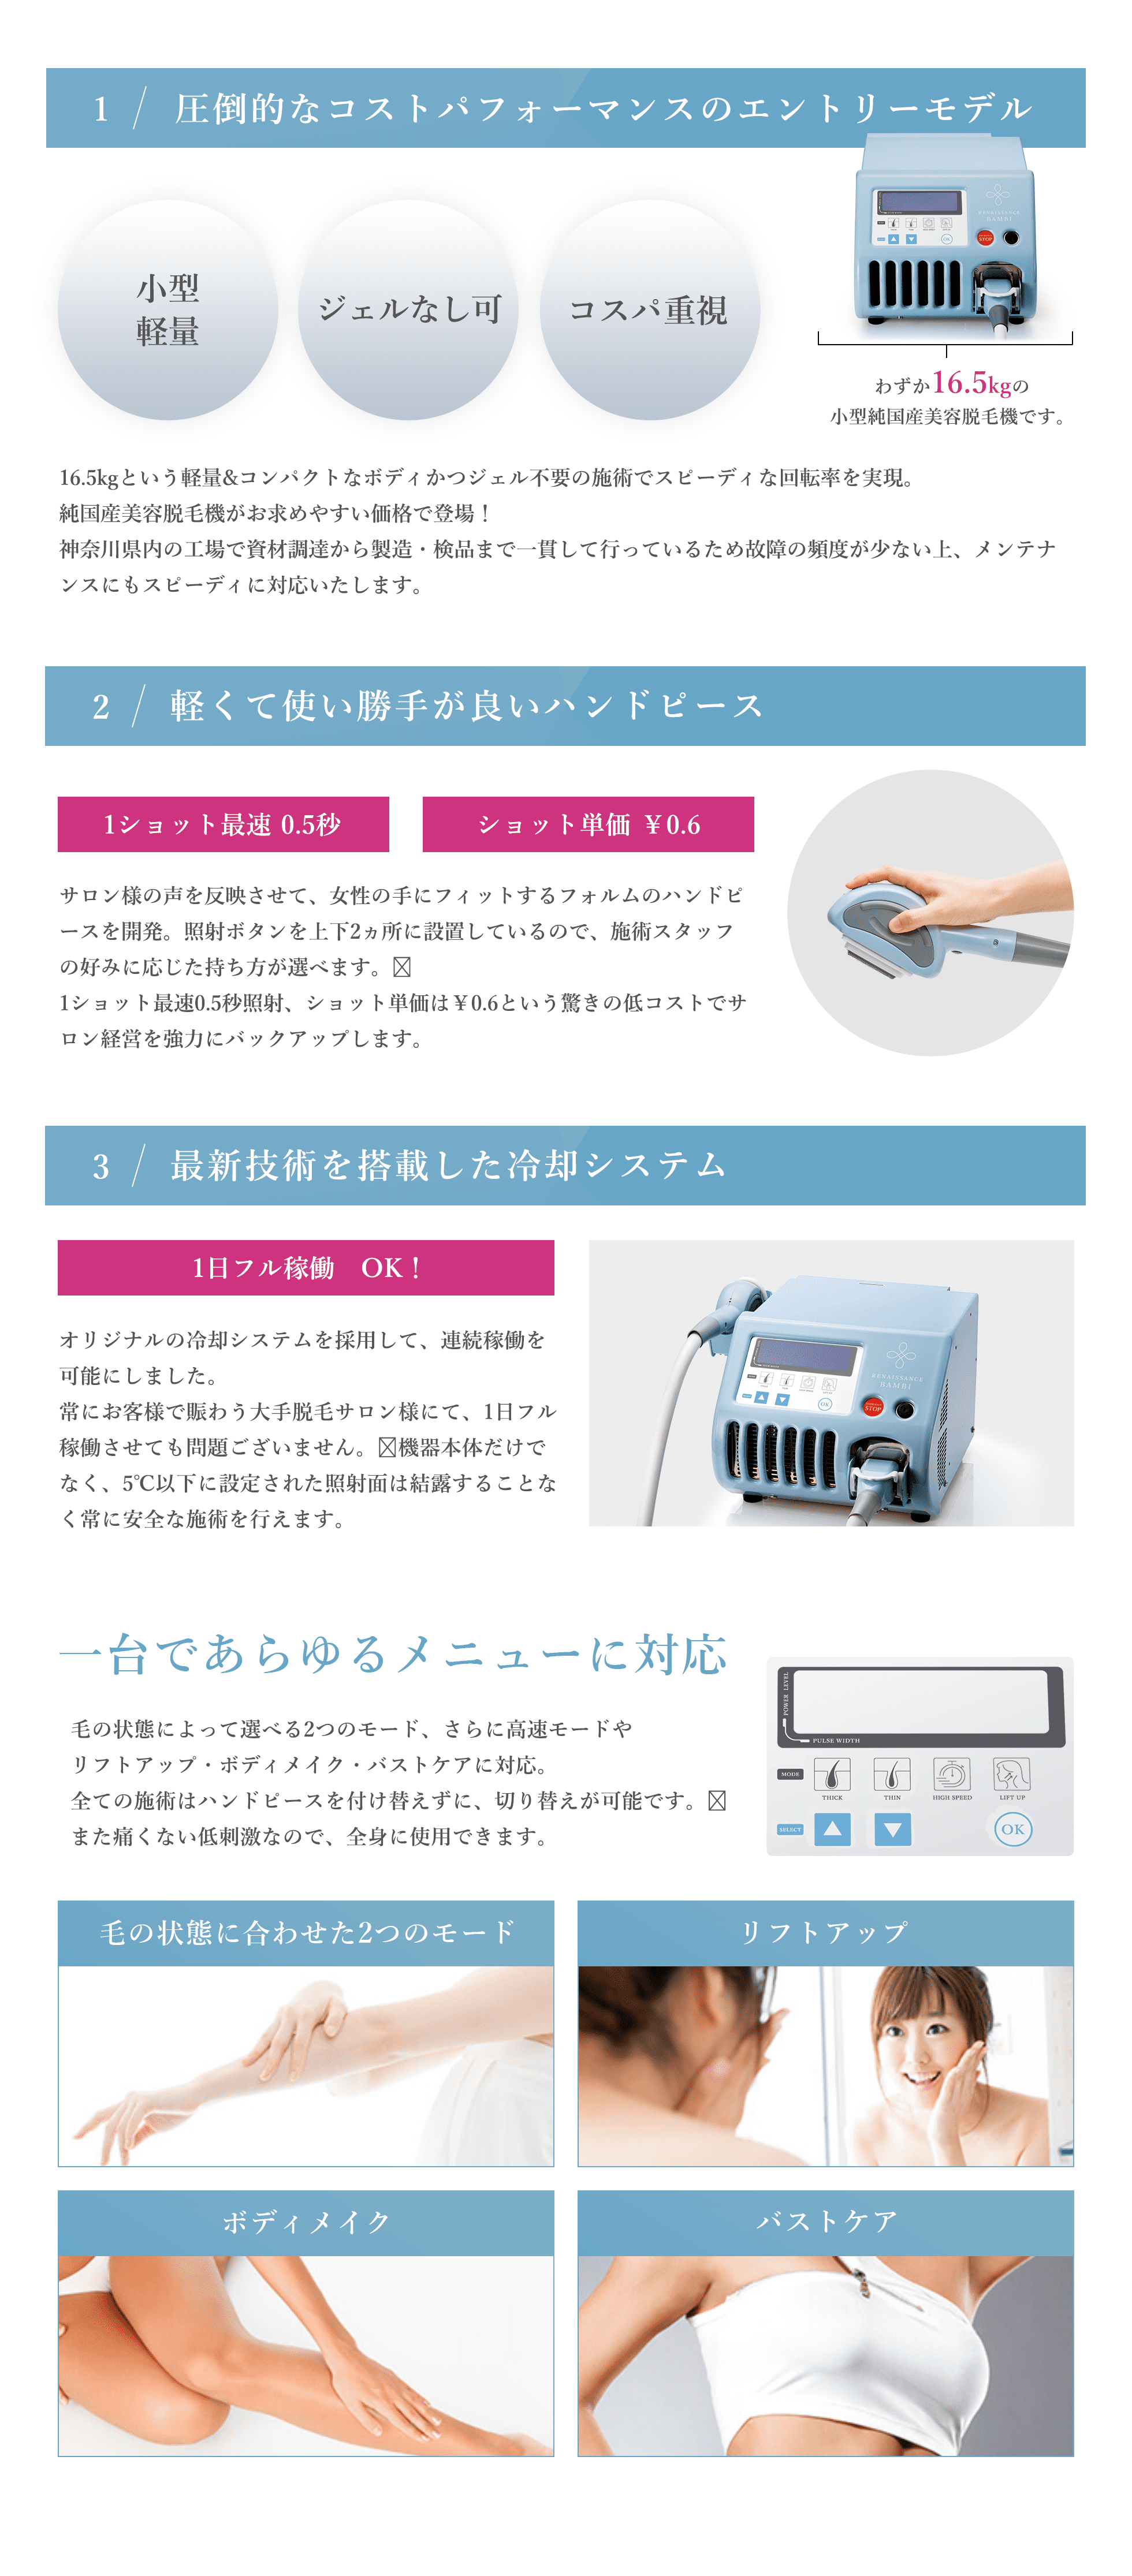 1 / 圧倒的なコストパフォーマンスのエントリーモデル
小型
軽量
ジェルなし可
コスパ重視
RENAISSANCE
BAMBI
STOP
OK
わずか16.5kgの
小型純国産美容脱毛機です。
16.5kgという軽量&コンパクトなボディかつジェル不要の施術でスピーディな回転率を実現。
純国産美容脱毛機がお求めやすい価格で登場！
神奈川県内の工場で資材調達から製造・検品まで一貫して行っているため故障の頻度が少ない上、メンテナ
ンスにもスピーディに対応いたします。
2 / 軽くて使い勝手が良いハンドピース
1ショット最速 0.5秒
ショット単価 ￥0.6
サロン様の声を反映させて、女性の手にフィットするフォルムのハンドピ
ースを開発。照射ボタンを上下2ヵ所に設置しているので、施術スタッフ
の好みに応じた持ち方が選べます。
1ショット最速0.5秒照射、ショット単価は￥0.6という驚きの低コストでサ
ロン経営を強力にバックアップします。
3 / 最新技術を搭載した冷却システム
1日フル稼働　OK！
オリジナルの冷却システムを採用して、連続稼働を
可能にしました。
常にお客様で賑わう大手脱毛サロン様にて、1日フル
稼働させても問題ございません。機器本体だけで
なく、5℃以下に設定された照射面は結露することな
く常に安全な施術を行えます。
RENAISSANCE
BAMBI
STOP
OK
一台であらゆるメニューに対応
毛の状態によって選べる2つのモード、さらに高速モードや
リフトアップ・ボディメイク・バストケアに対応。
全ての施術はハンドピースを付け替えずに、切り替えが可能です。
また痛くない低刺激なので、全身に使用できます。
POWER LEVEL
PULSE WIDTH
MODE
THICK
THIN
HIGH SPEED
LIFT UP
SELECT
OK
毛の状態に合わせた2つのモード
リフトアップ
ボディメイク
バストケア